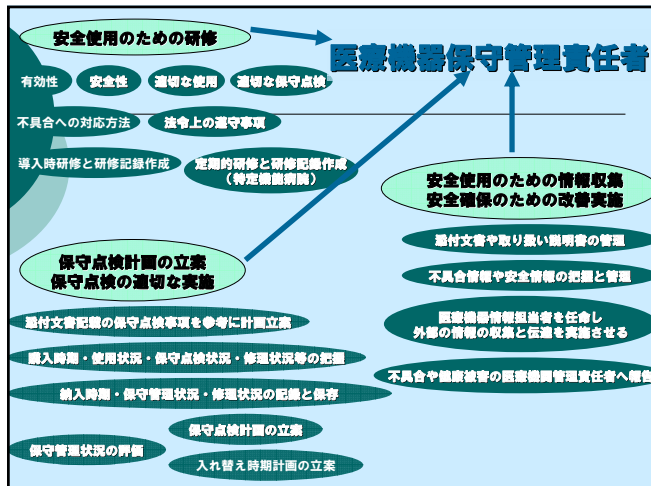 安全使用のための研修
医療機器保守管理責任者
有効性
安全性
適切な使用
適切な保守点検
不具合への対応方法
法令上の遵守事項
導入時研修と研修記録作成
定期的研修と研修記録作成
（特定機能病院）
安全使用のための情報収集
安全確保のための改善実施
添付文書や取り扱い説明書の管理
不具合情報や安全情報の把握と管理
医療機器情報担当者を任命し
外部の情報の収集と伝達を実施させる
不具合や健康被害の医療機関管理責任者へ報告
保守点検計画の立案
保守点検の適切な実施
添付文書記載の保守点検事項を参考に計画立案
購入時期・使用状況・保守点検状況・修理状況等の把握
納入時期・保守管理状況・修理状況の記録と保存
保守点検計画の立案
保守管理状況の評価
入れ替え時期計画の立案